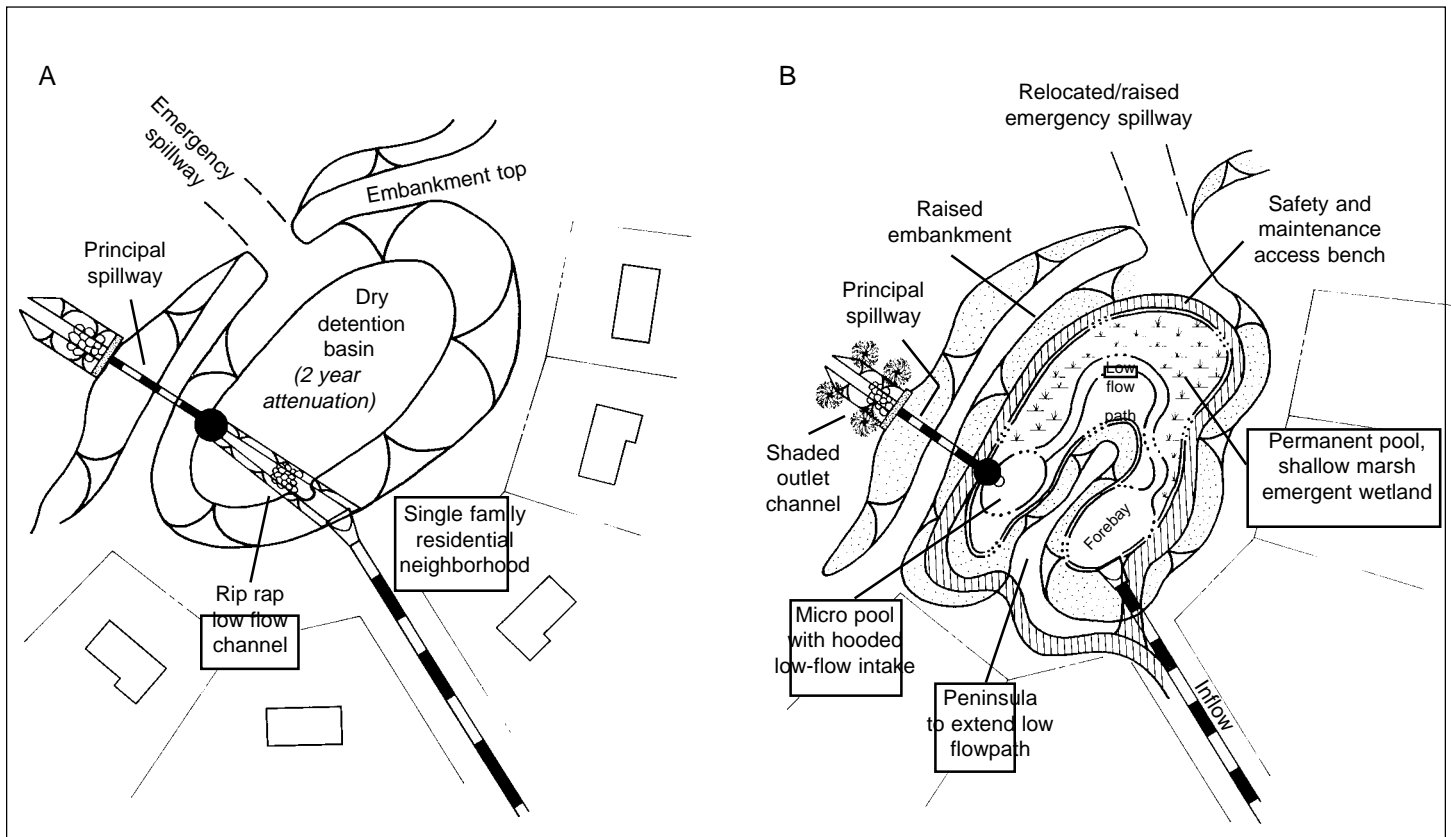 A
Emergency
spillway
Embankment top
Principal
spillway
Dry
detention
basin
(2 year
attenuation)
Single family
residential
neighborhood
Rip rap
low flow
channel
B
Relocated/raised
emergency spillway
Raised
embankment
Safety and
maintenance
access bench
Principal
spillway
Low
flow
path
Shaded
outlet
channel
Permanent pool,
shallow marsh
emergent wetland
Forebay
Micro pool
with hooded
low-flow intake
Peninsula
to extend low
flowpath
Inflow